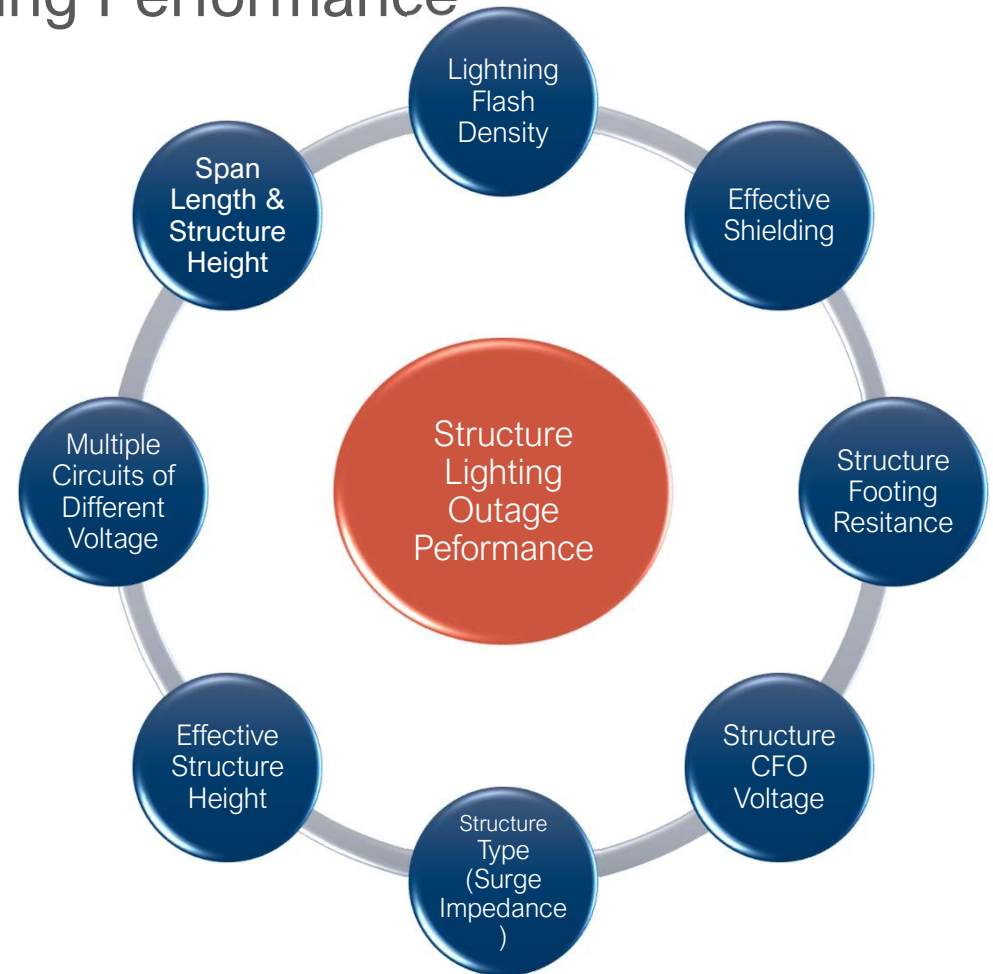 ing Performance
Lightning
Flash
Density
Effective
Shielding
Structure
Footing
Resitance
Structure
CFO
Voltage
Structure
Type
(Surge
Impedance
)
Effective
Structure
Height
Multiple
Circuits of
Different
Voltage
Span
Length &
Structure
Height
Structure
Lighting
Outage
Peformance